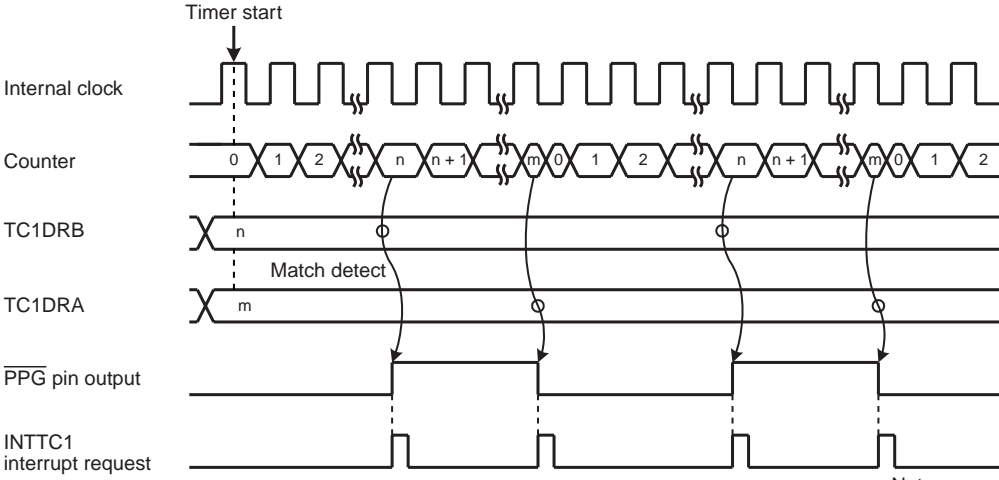 Timer start
Internal clock
Counter
0 1 2 n n + 1 m 0 1 2 n n + 1 m 0 1 2
TC1DRB
n
Match detect
TC1DRA
m
PPG pin output
INTTC1
interrupt request